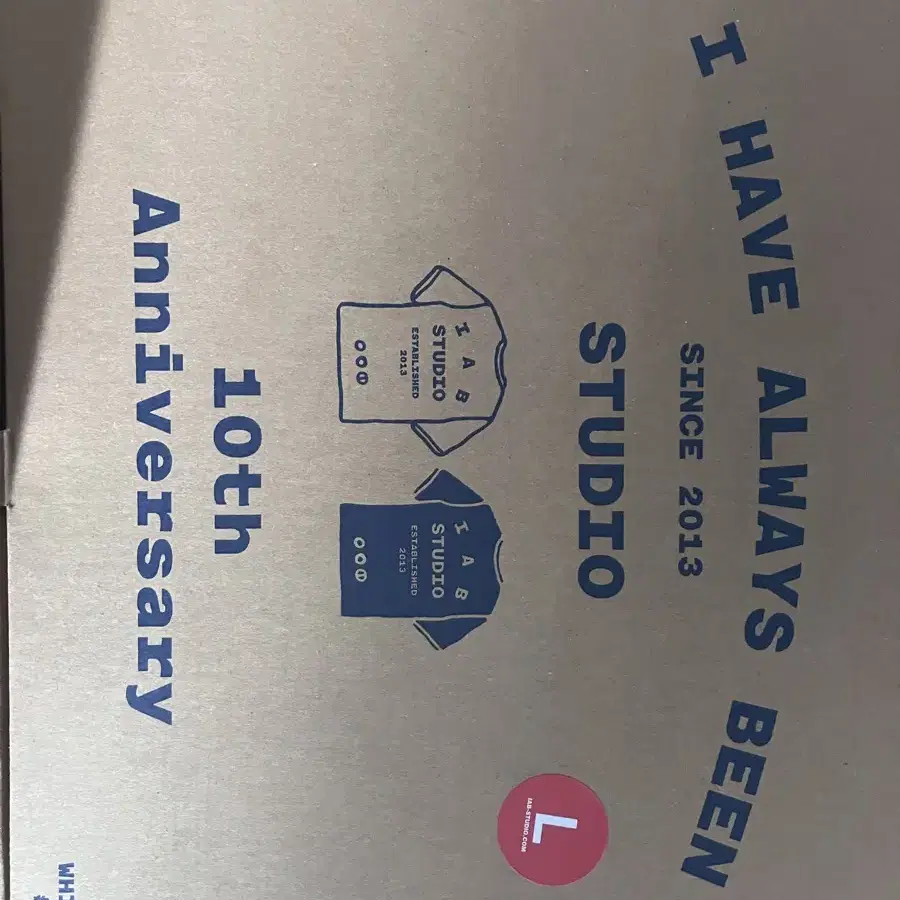 I HAVE ALWAYS BEEN
SINCE 2013
STUDIO
I A B
STUDIO
ESTABLISHED
2013
I A B
STUDIO
ESTABLISHED
2013
10th
Anniversary
L
IAB-STUDIO.COM